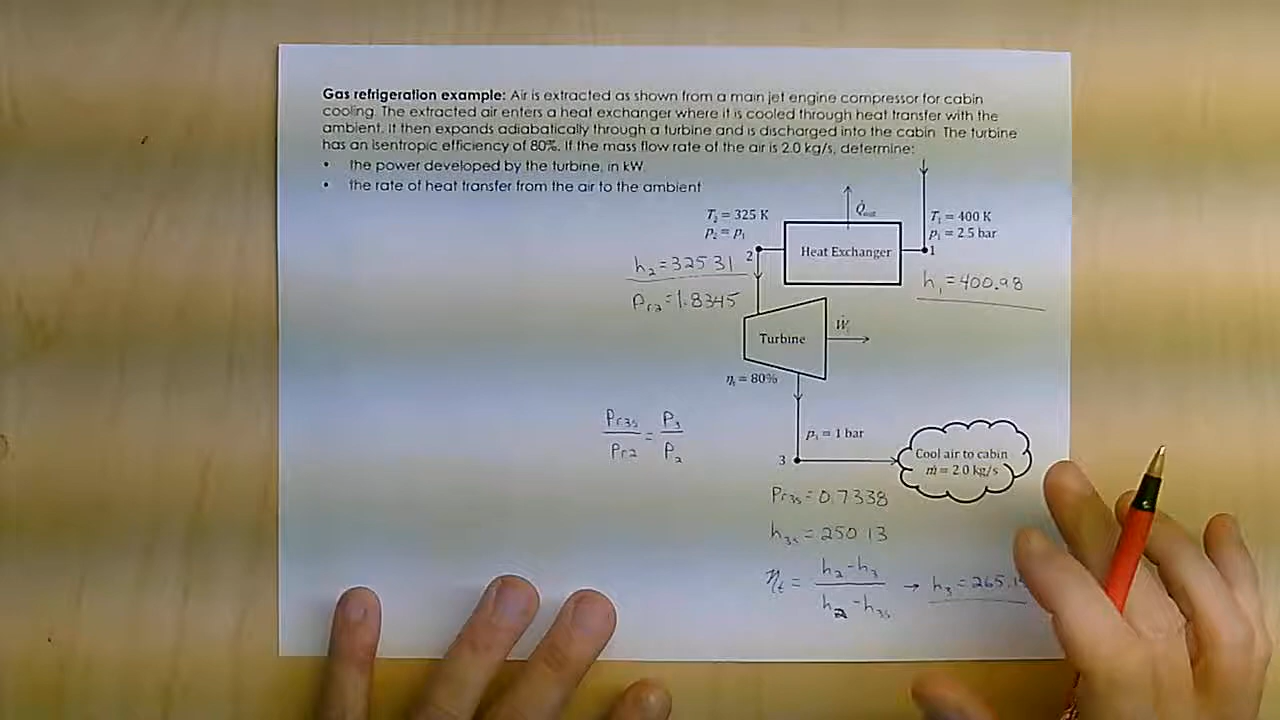 Gas refrigeration example: Air is extracted as shown from a main jet engine compressor for cabin
cooling. The extracted air enters a heat exchanger where it is cooled through heat transfer with the
ambient. It then expands adiabatically through a turbine and is discharged into the cabin. The turbine
has an isentropic efficiency of 80%. If the mass flow rate of the air is 2.0 kg/s, determine:
• the power developed by the turbine, in kW.
• the rate of heat transfer from the air to the ambient
T₂ = 325 K
p₂ = p₁
Q̇out
T₁ = 400 K
p₁ = 2.5 bar
h₂ = 325.31
2
Heat Exchanger
1
h₁ = 400.98
Pr2 = 1.8345
Turbine
Ẇt
ηt = 80%
Pr3s/Pr2 = P3/P2
p₃ = 1 bar
3
Cool air to cabin
ṁ = 2.0 kg/s
Pr3s = 0.7338
h3s = 250.13
ηt = (h2-h3)/(h2-h3s) → h3 = 265.1